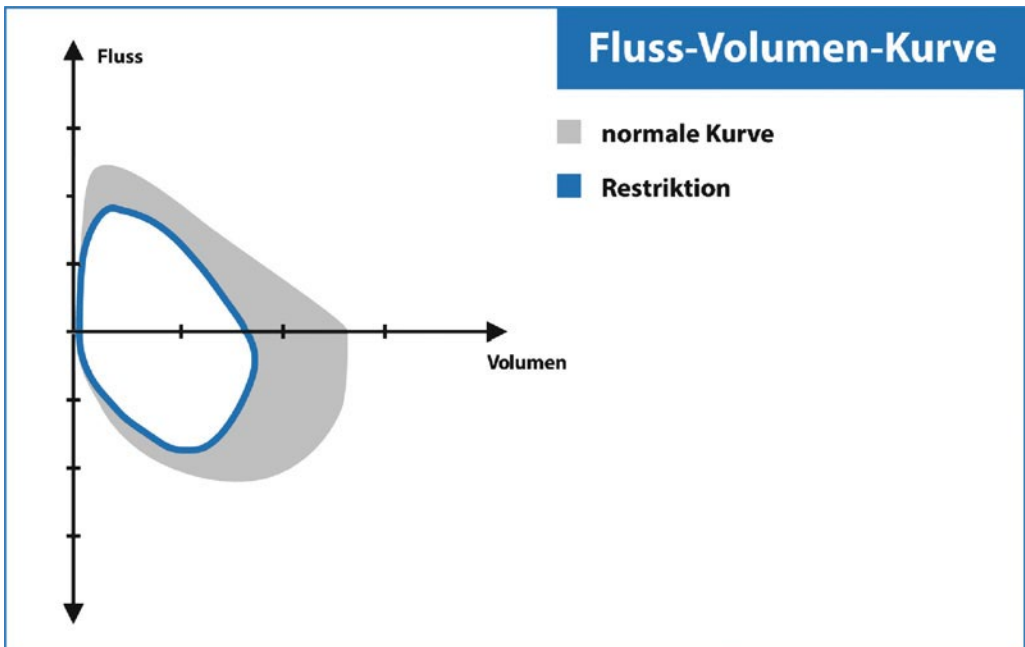 Fluss-Volumen-Kurve
Fluss
normale Kurve
Restriktion
Volumen